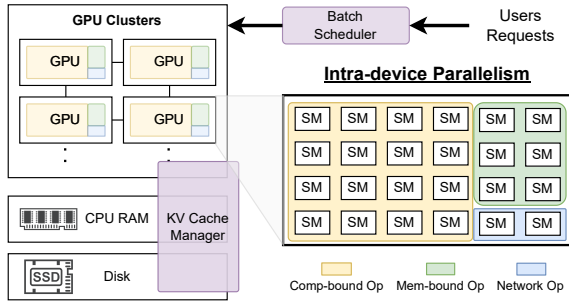 GPU Clusters
Batch
Scheduler
Users
Requests
GPU GPU
GPU GPU
Intra-device Parallelism
SM SM SM SM SM SM
SM SM SM SM SM SM
SM SM SM SM SM SM
SM SM SM SM SM SM
CPU RAM
KV Cache
Manager
SSD
Disk
Comp-bound Op Mem-bound Op Network Op